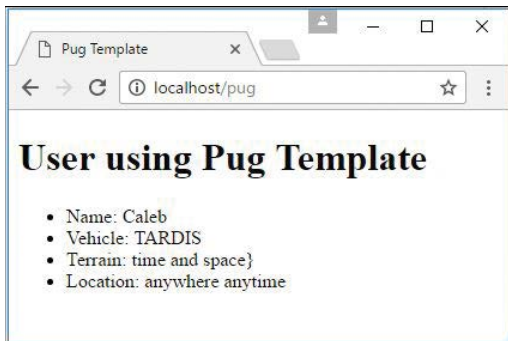 Pug Template
localhost/pug
User using Pug Template
Name: Caleb
Vehicle: TARDIS
Terrain: time and space}
Location: anywhere anytime